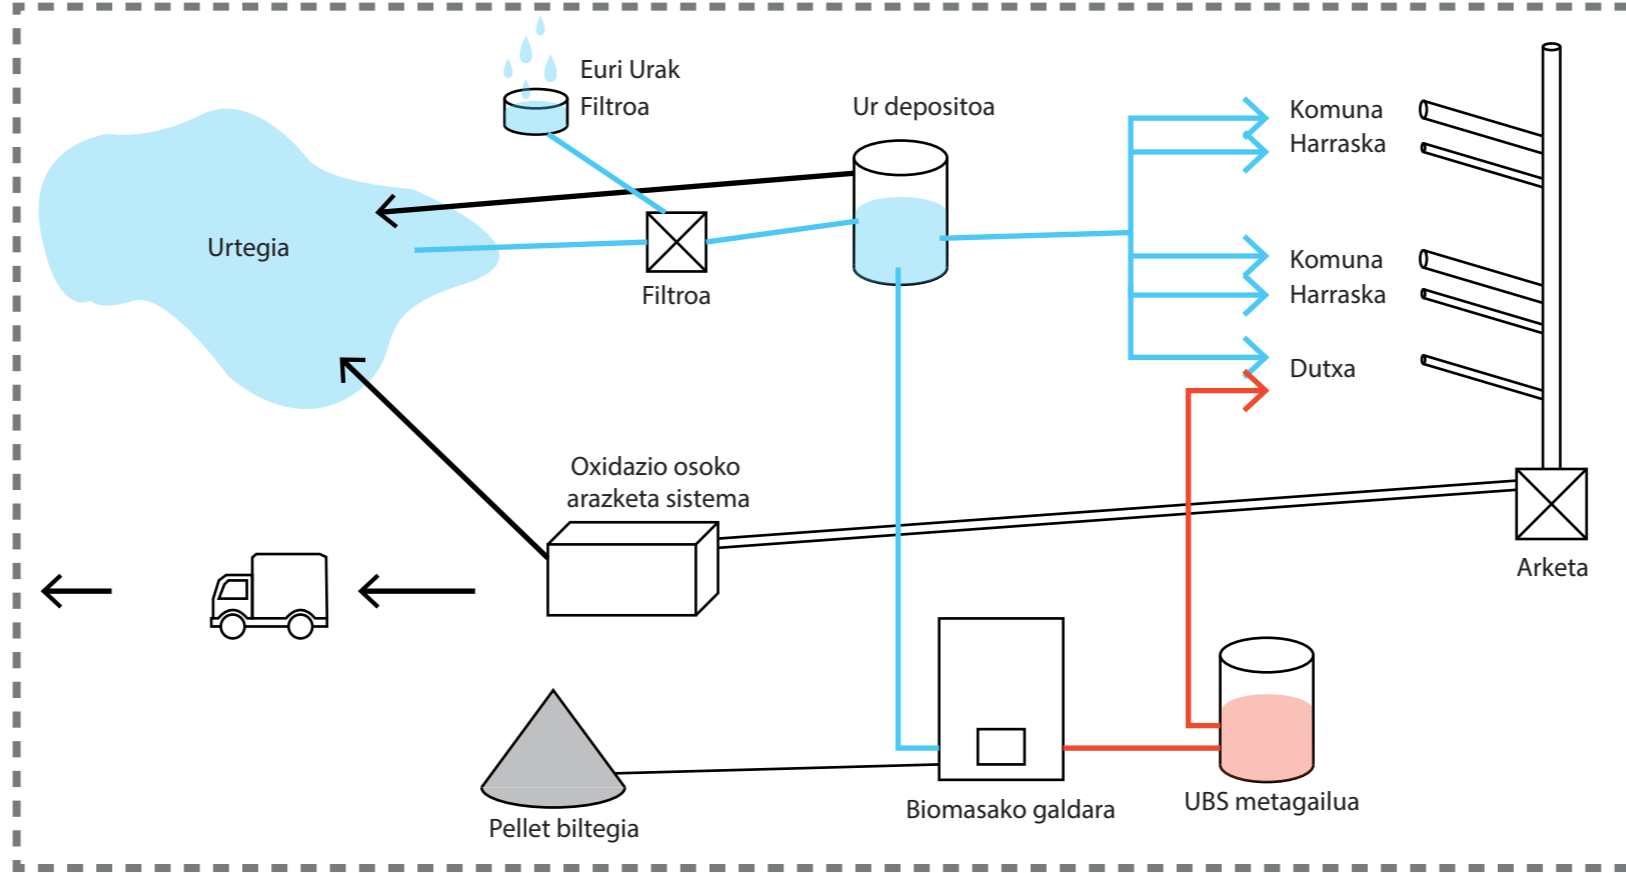 Euri Urak
Filtroa
Ur depositoa
Komuna
Harraska
Urtegia
Filtroa
Komuna
Harraska
Dutxa
Oxidazio osoko
arazketa sistema
Arketa
Pellet biltegia
Biomasako galdara
UBS metagailua